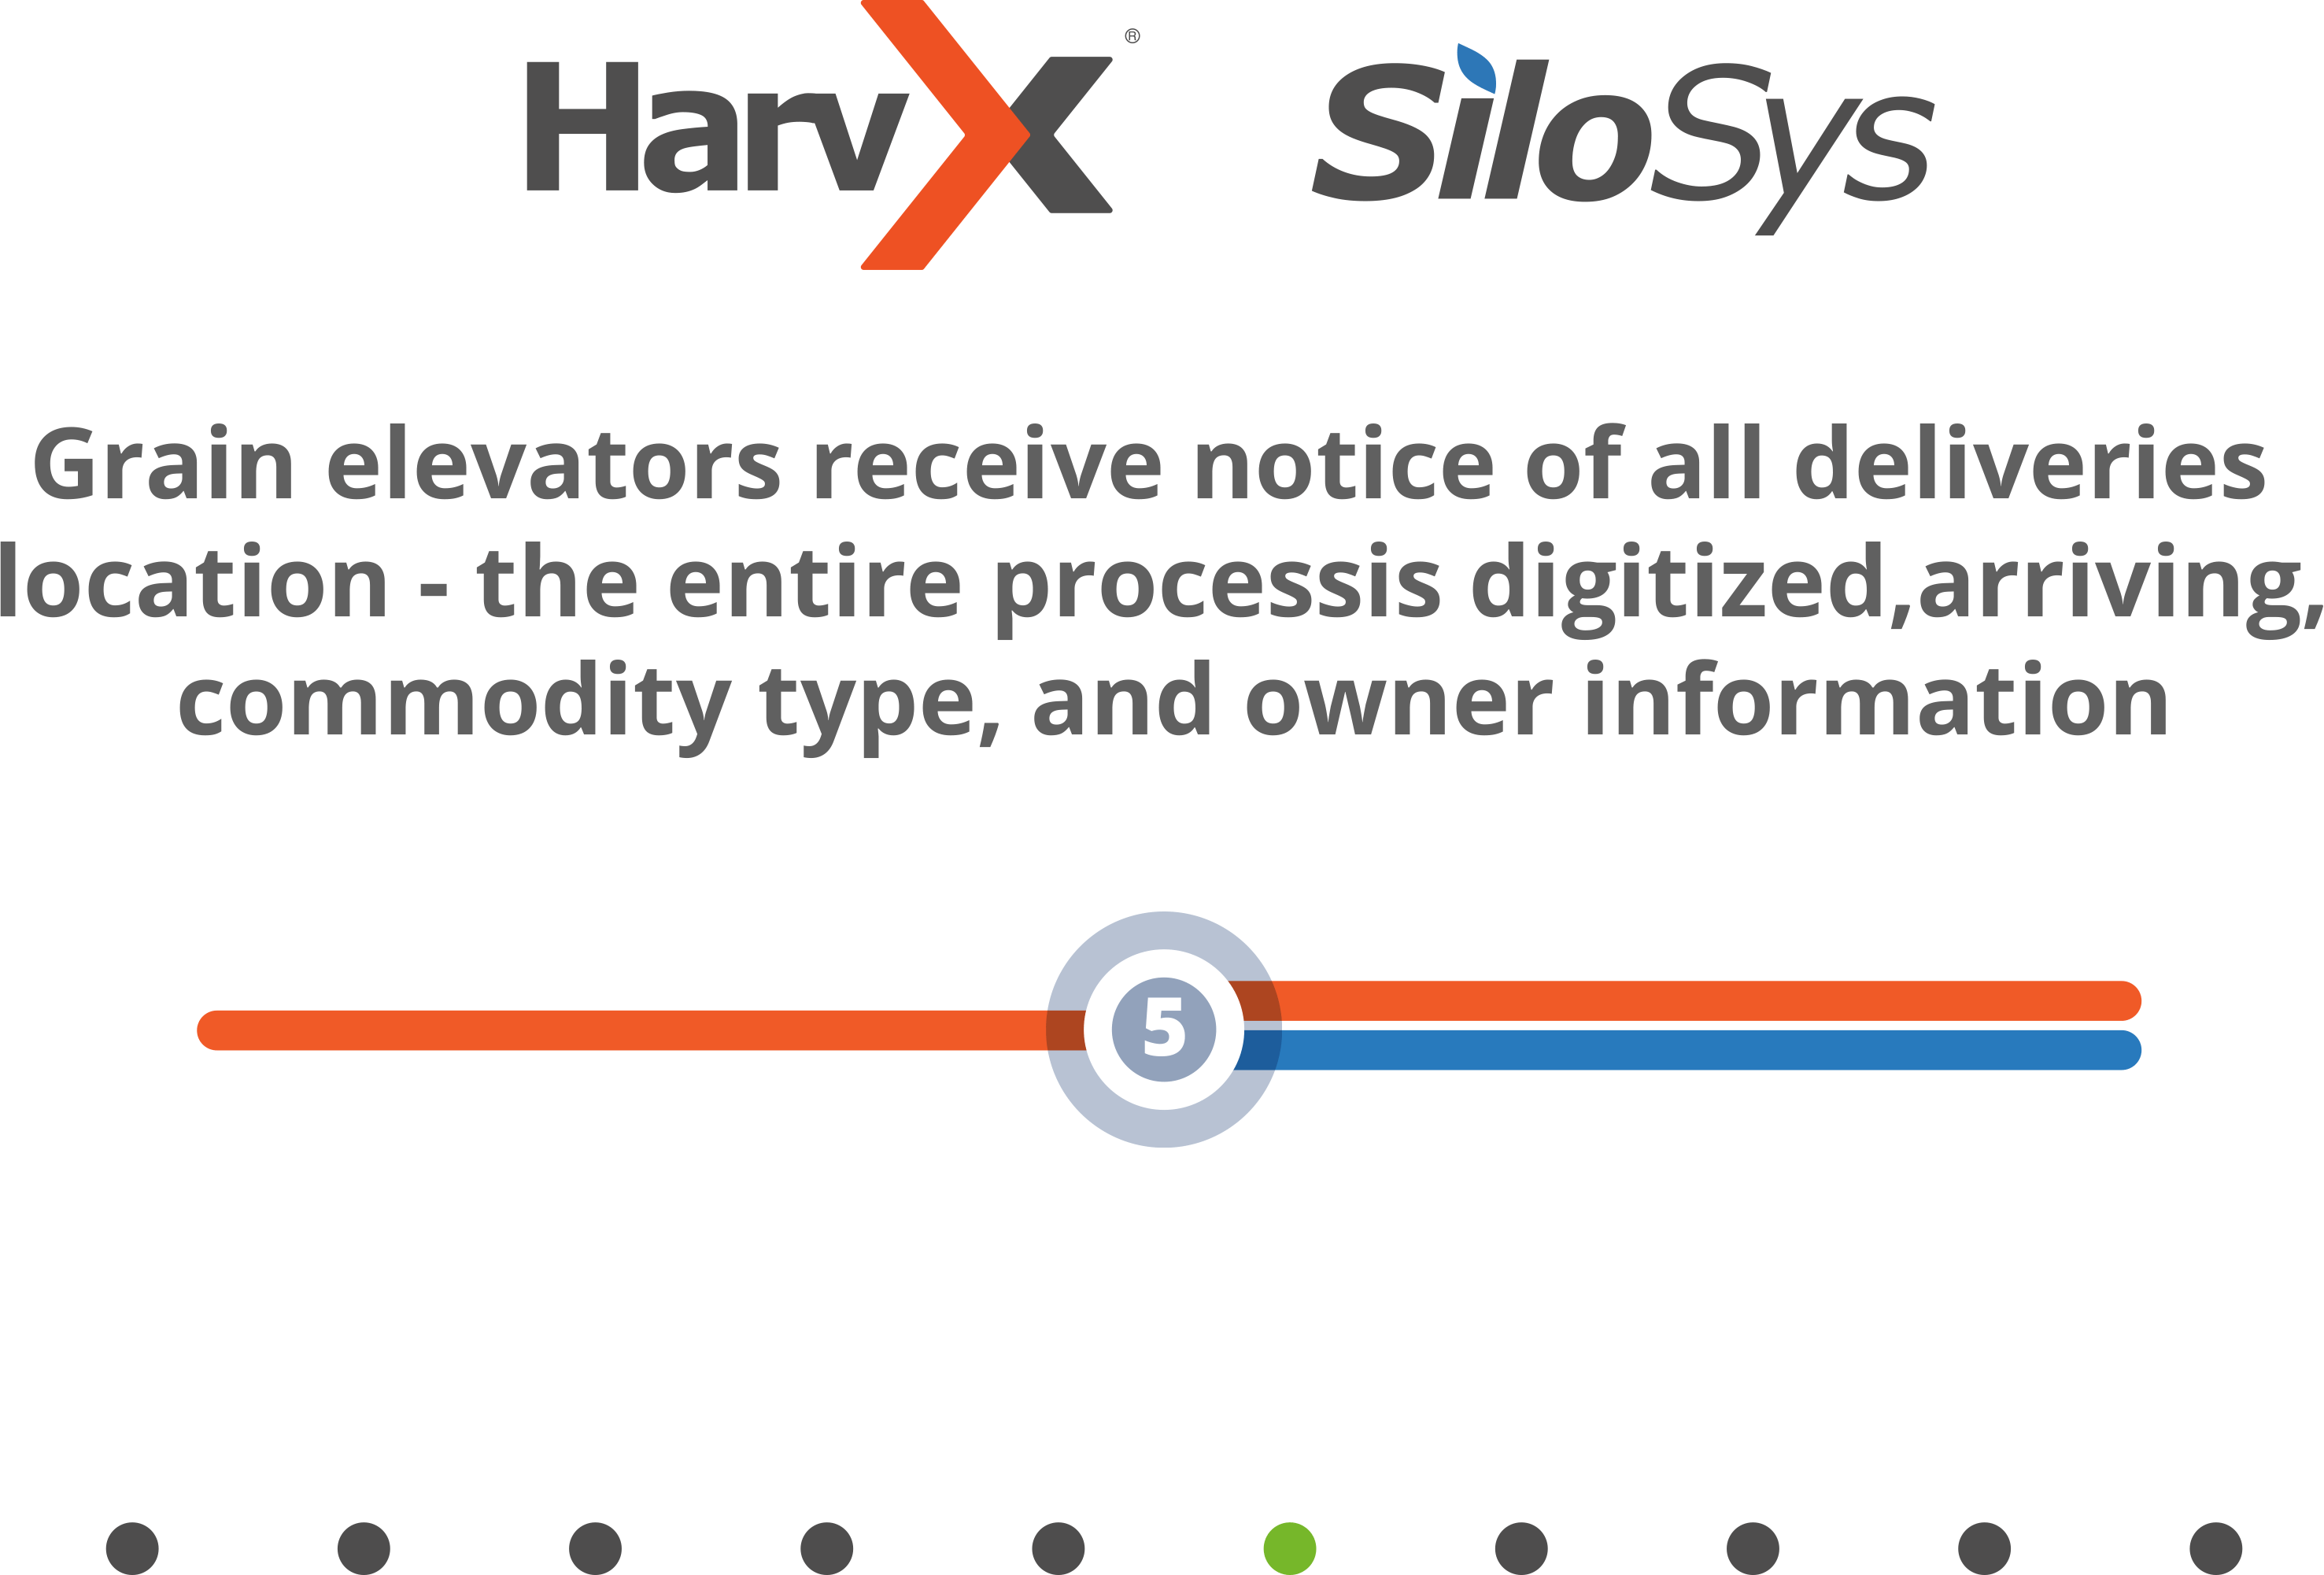 HarvX® SiloSys
Grain elevators receive notice of all deliveries
location - the entire processis digitized, arriving,
commodity type, and owner information
5